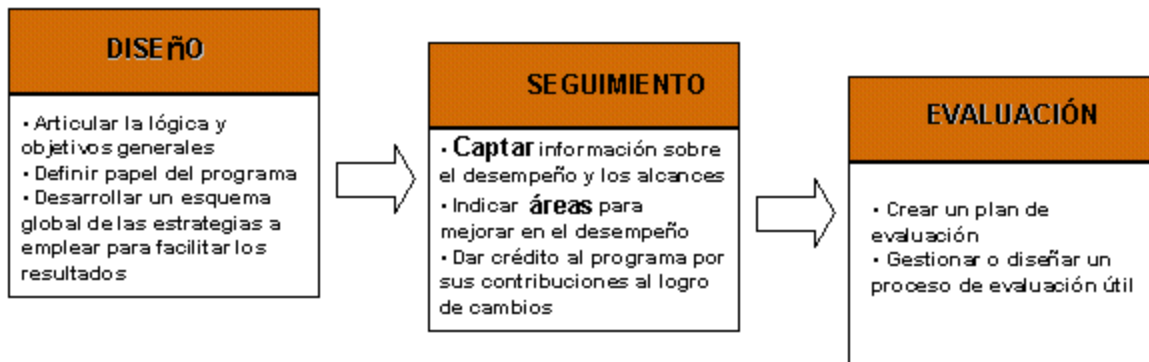 DISEÑO
• Articular la lógica y
objetivos generales
• Definir papel del programa
• Desarrollar un esquema
global de las estrategias a
emplear para facilitar los
resultados
SEGUIMIENTO
• Captar información sobre
el desempeño y los alcances
• Indicar áreas para
mejorar en el desempeño
• Dar crédito al programa por
sus contribuciones al logro
de cambios
EVALUACIÓN
• Crear un plan de
evaluación
• Gestionar o diseñar un
proceso de evaluación útil